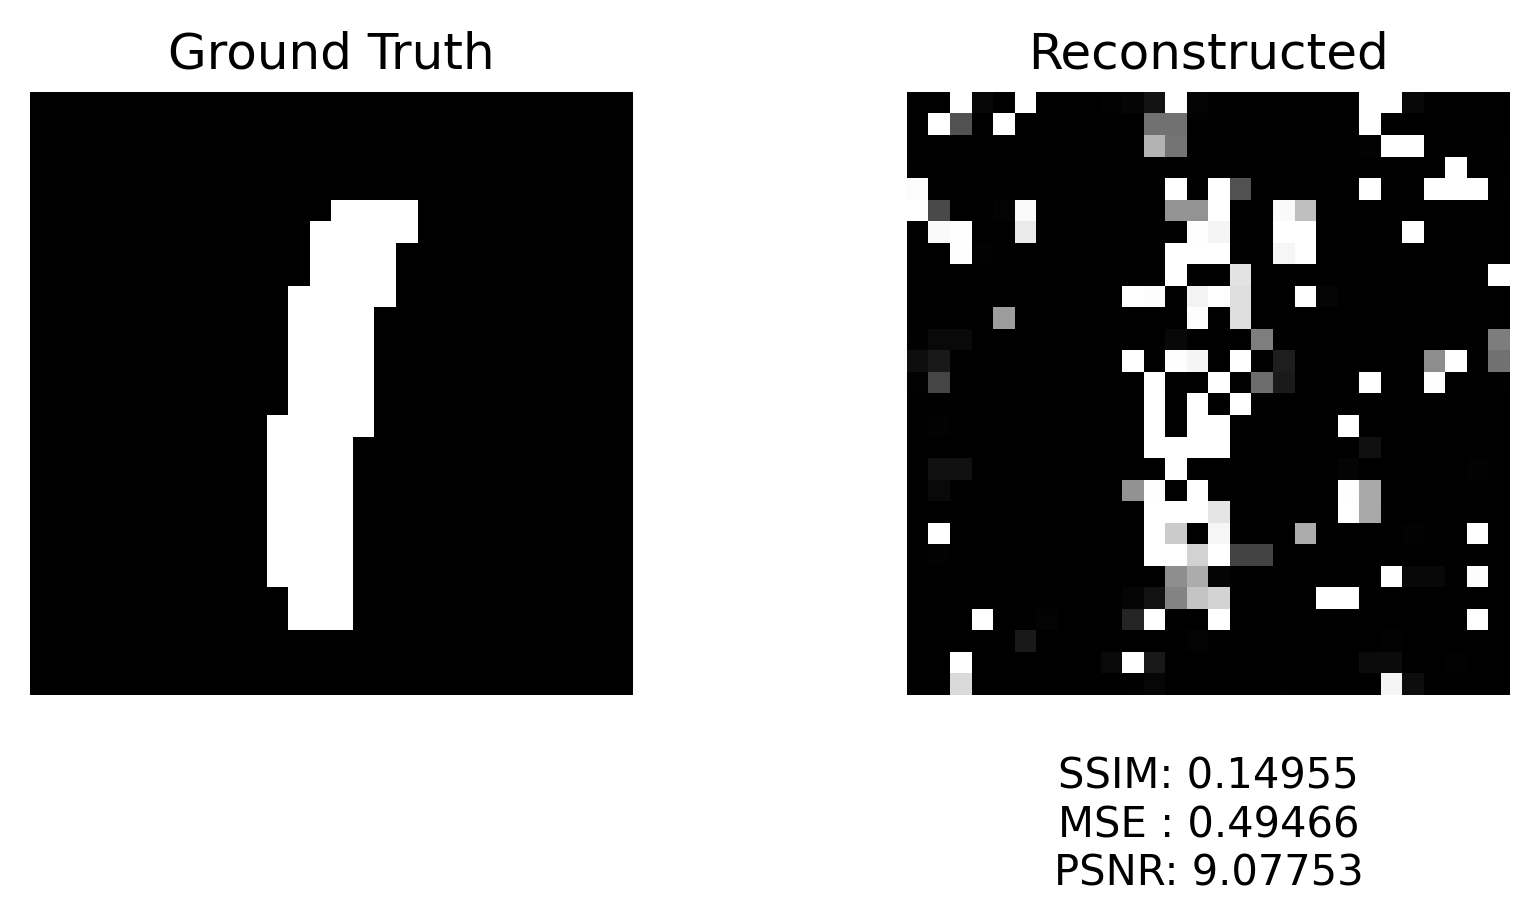 Ground Truth
Reconstructed
SSIM: 0.14955
MSE : 0.49466
PSNR: 9.07753